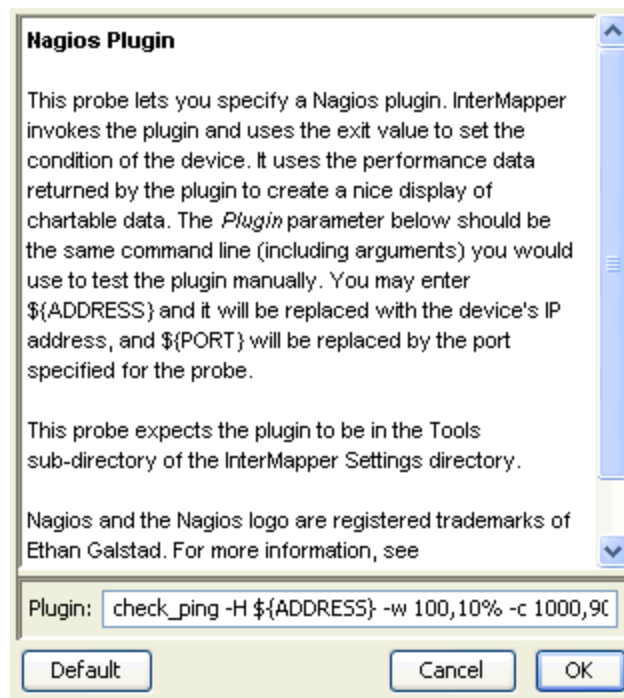 Nagios Plugin
This probe lets you specify a Nagios plugin. InterMapper
invokes the plugin and uses the exit value to set the
condition of the device. It uses the performance data
returned by the plugin to create a nice display of
chartable data. The Plugin parameter below should be
the same command line (including arguments) you would
use to test the plugin manually. You may enter
${ADDRESS} and it will be replaced with the device's IP
address, and ${PORT} will be replaced by the port
specified for the probe.
This probe expects the plugin to be in the Tools
sub-directory of the InterMapper Settings directory.
Nagios and the Nagios logo are registered trademarks of
Ethan Galstad. For more information, see
Plugin: check_ping -H ${ADDRESS} -w 100,10% -c 1000,90
Default Cancel OK